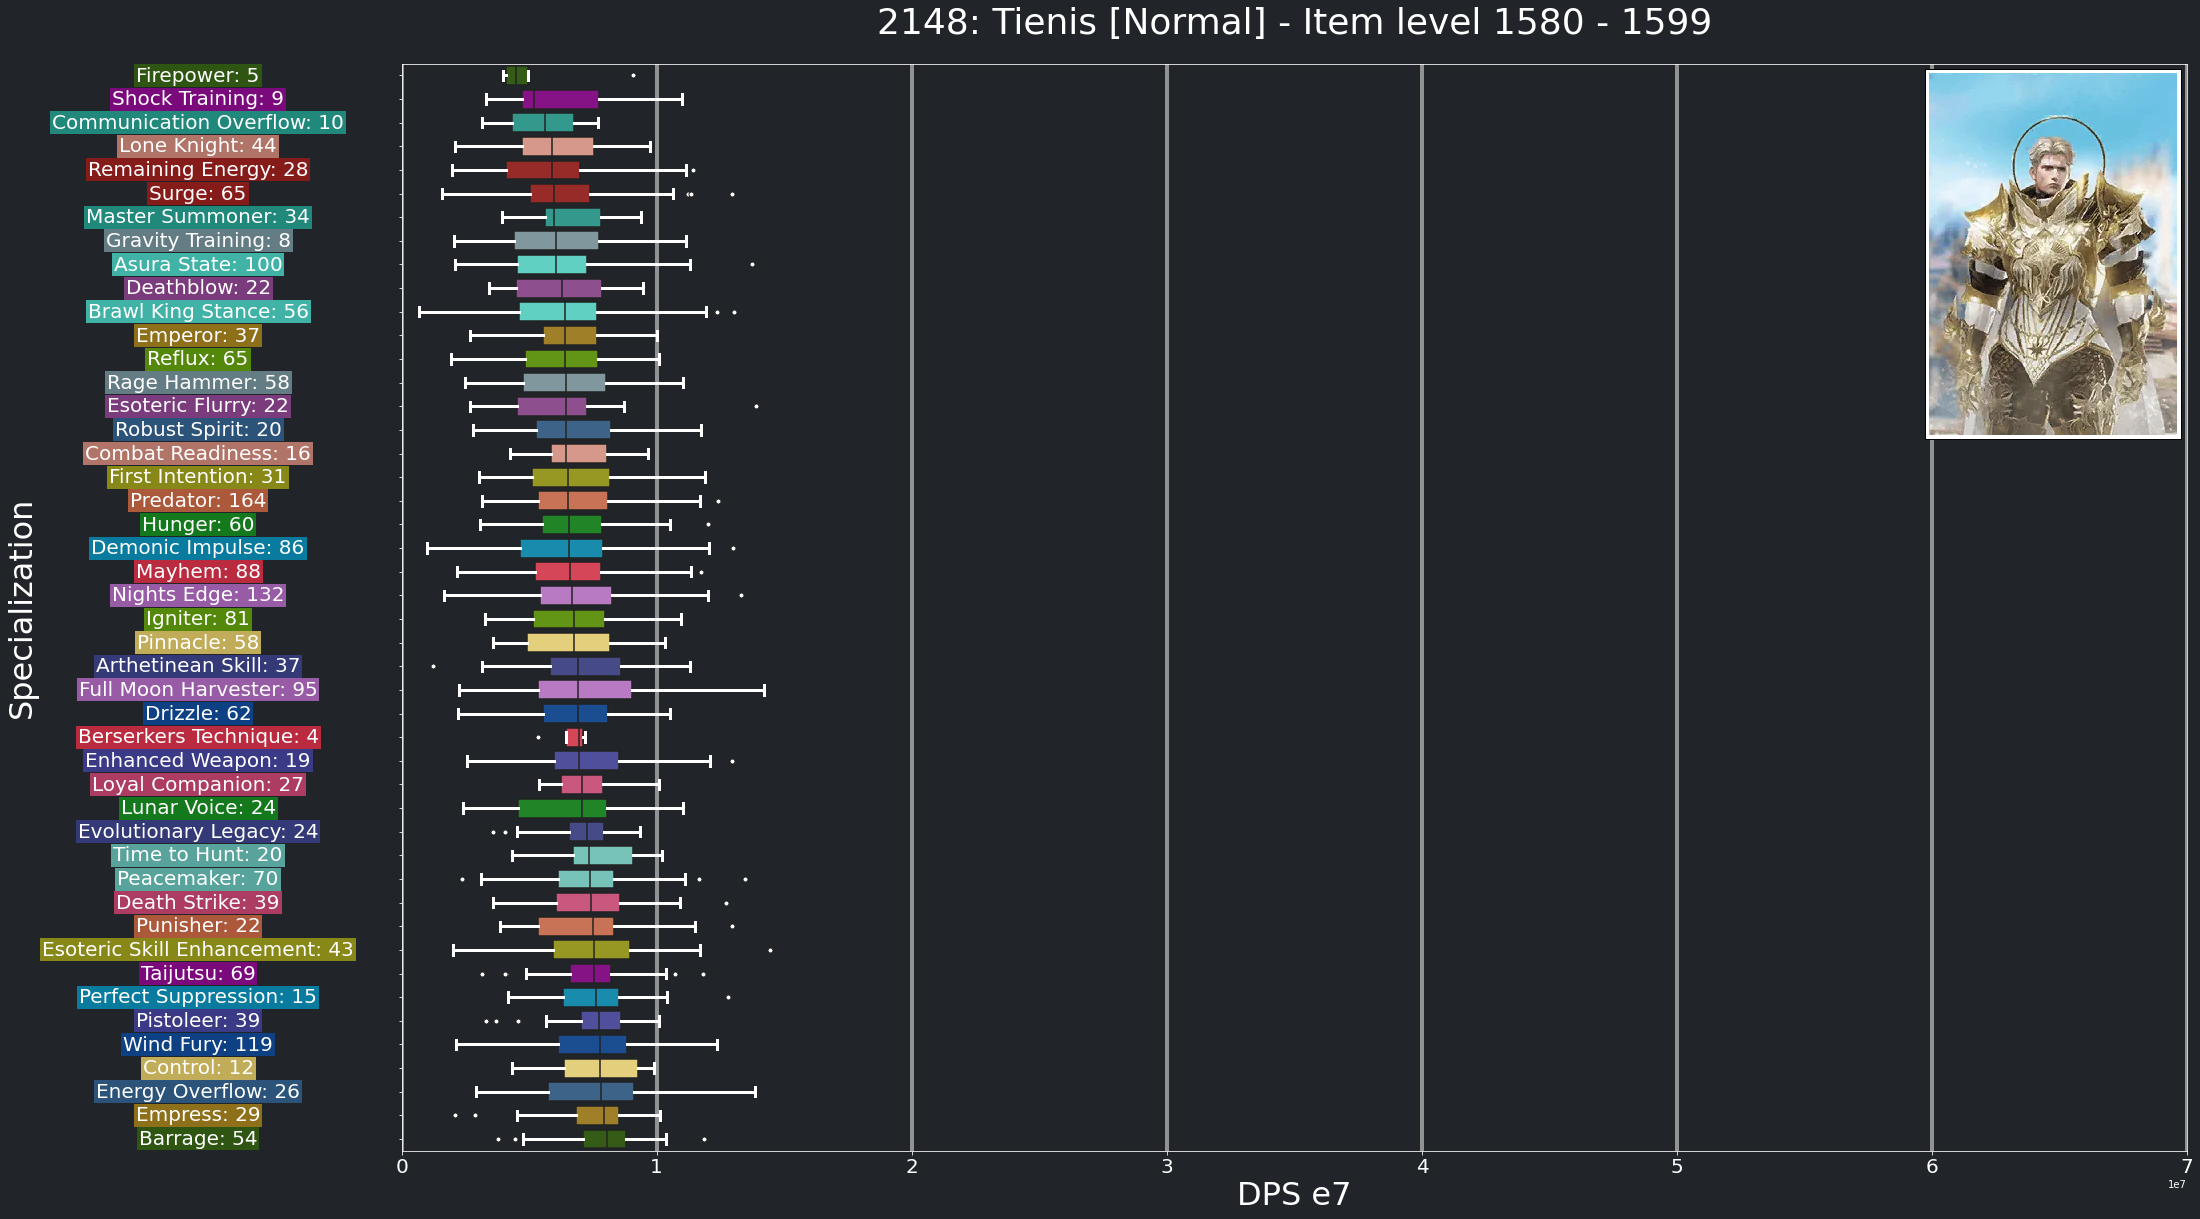 2148: Tienis [Normal] - Item level 1580 - 1599
Specialization
Firepower: 5
Shock Training: 9
Communication Overflow: 10
Lone Knight: 44
Remaining Energy: 28
Surge: 65
Master Summoner: 34
Gravity Training: 8
Asura State: 100
Deathblow: 22
Brawl King Stance: 56
Emperor: 37
Reflux: 65
Rage Hammer: 58
Esoteric Flurry: 22
Robust Spirit: 20
Combat Readiness: 16
First Intention: 31
Predator: 164
Hunger: 60
Demonic Impulse: 86
Mayhem: 88
Nights Edge: 132
Igniter: 81
Pinnacle: 58
Arthetinean Skill: 37
Full Moon Harvester: 95
Drizzle: 62
Berserkers Technique: 4
Enhanced Weapon: 19
Loyal Companion: 27
Lunar Voice: 24
Evolutionary Legacy: 24
Time to Hunt: 20
Peacemaker: 70
Death Strike: 39
Punisher: 22
Esoteric Skill Enhancement: 43
Taijutsu: 69
Perfect Suppression: 15
Pistoleer: 39
Wind Fury: 119
Control: 12
Energy Overflow: 26
Empress: 29
Barrage: 54
0 1 2 3 4 5 6 7
1e7
DPS e7